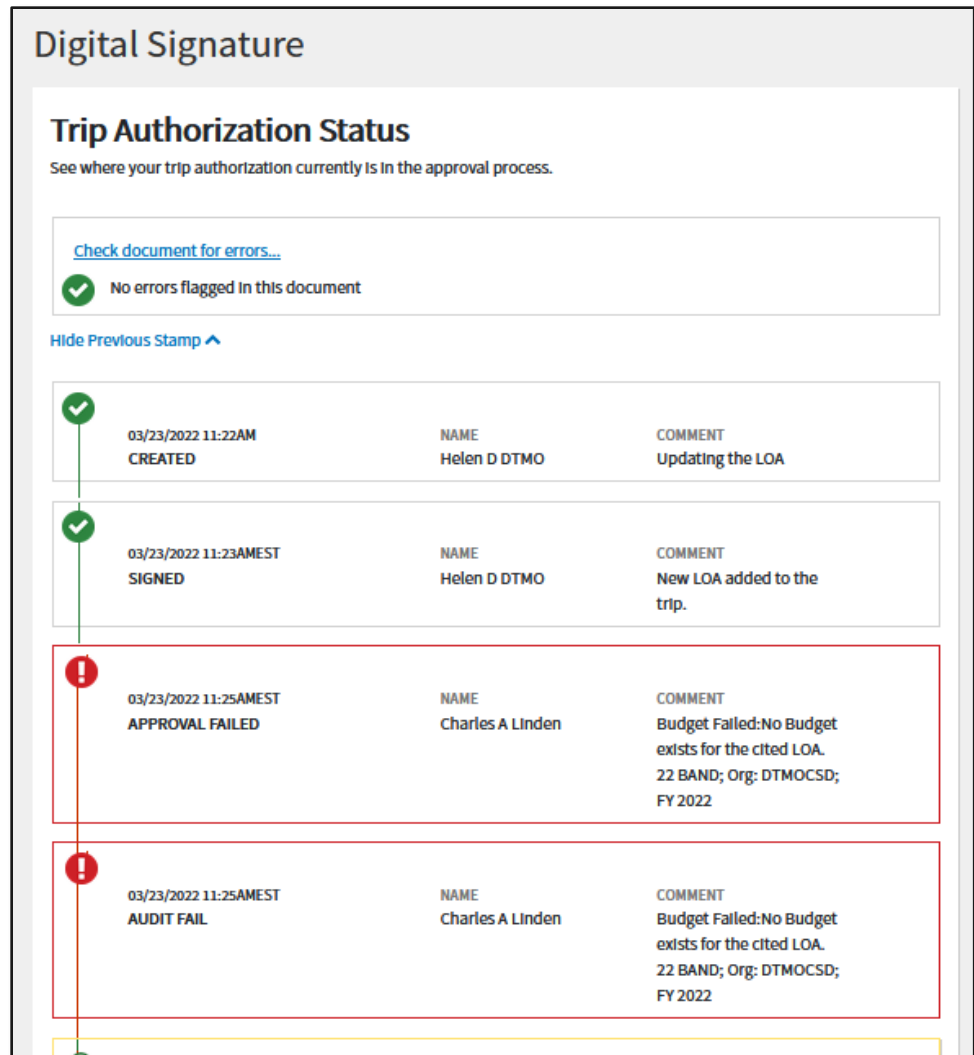 Digital Signature
Trip Authorization Status
See where your trip authorization currently is in the approval process.
Check document for errors...
No errors flagged in this document
Hide Previous Stamp
03/23/2022 11:22AM
CREATED
NAME
Helen D DTMO
COMMENT
Updating the LOA
03/23/2022 11:23AMEST
SIGNED
NAME
Helen D DTMO
COMMENT
New LOA added to the
trip.
03/23/2022 11:25AMEST
APPROVAL FAILED
NAME
Charles A Linden
COMMENT
Budget Failed:No Budget
exists for the cited LOA.
22 BAND; Org: DTMOCSD;
FY 2022
03/23/2022 11:25AMEST
AUDIT FAIL
NAME
Charles A Linden
COMMENT
Budget Failed:No Budget
exists for the cited LOA.
22 BAND; Org: DTMOCSD;
FY 2022